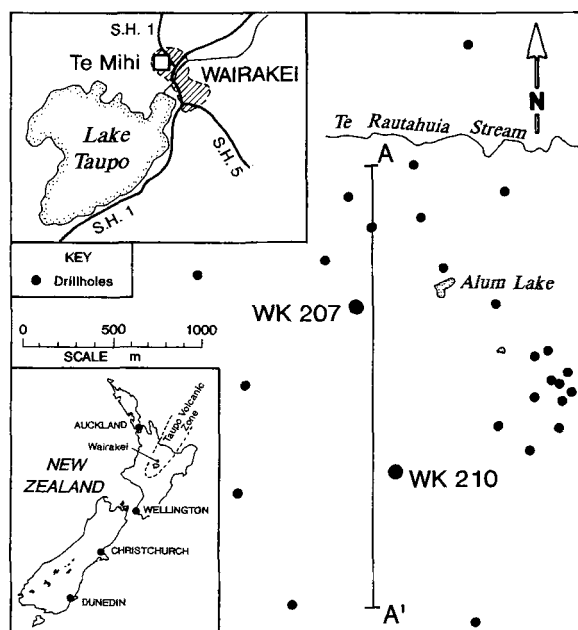 S.H. 1
Te Mihi
WAIRAKEI
Lake
Taupo
S.H. 5
S.H. 1
N
Te Rautahuia Stream
A
KEY
Drillholes
Alum Lake
WK 207
0 500 1000
SCALE m
AUCKLAND
Taupo Volcanic
Zone
Wairakei
NEW
ZEALAND
WELLINGTON
CHRISTCHURCH
DUNEDIN
WK 210
A'